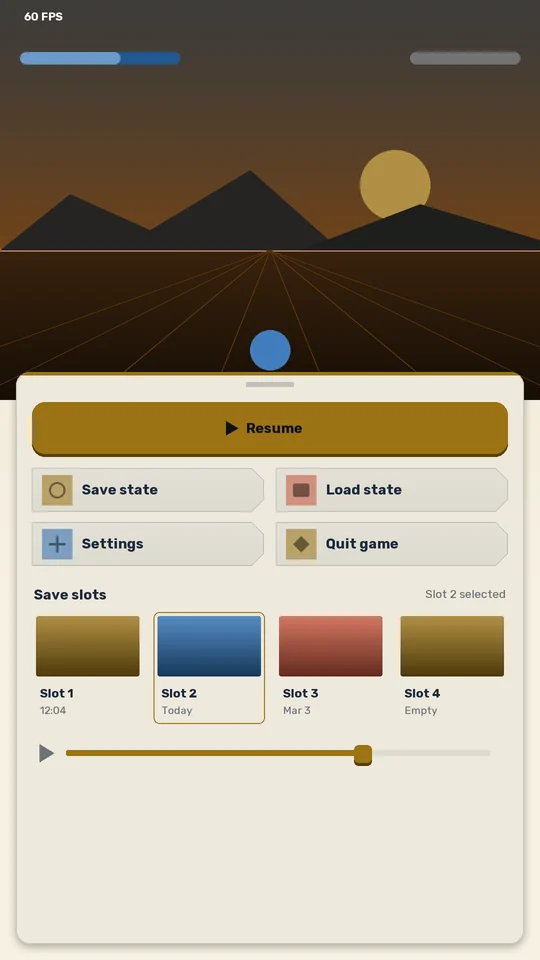 60 FPS
Resume
Save state
Load state
Settings
Quit game
Save slots
Slot 2 selected
Slot 1
12:04
Slot 2
Today
Slot 3
Mar 3
Slot 4
Empty